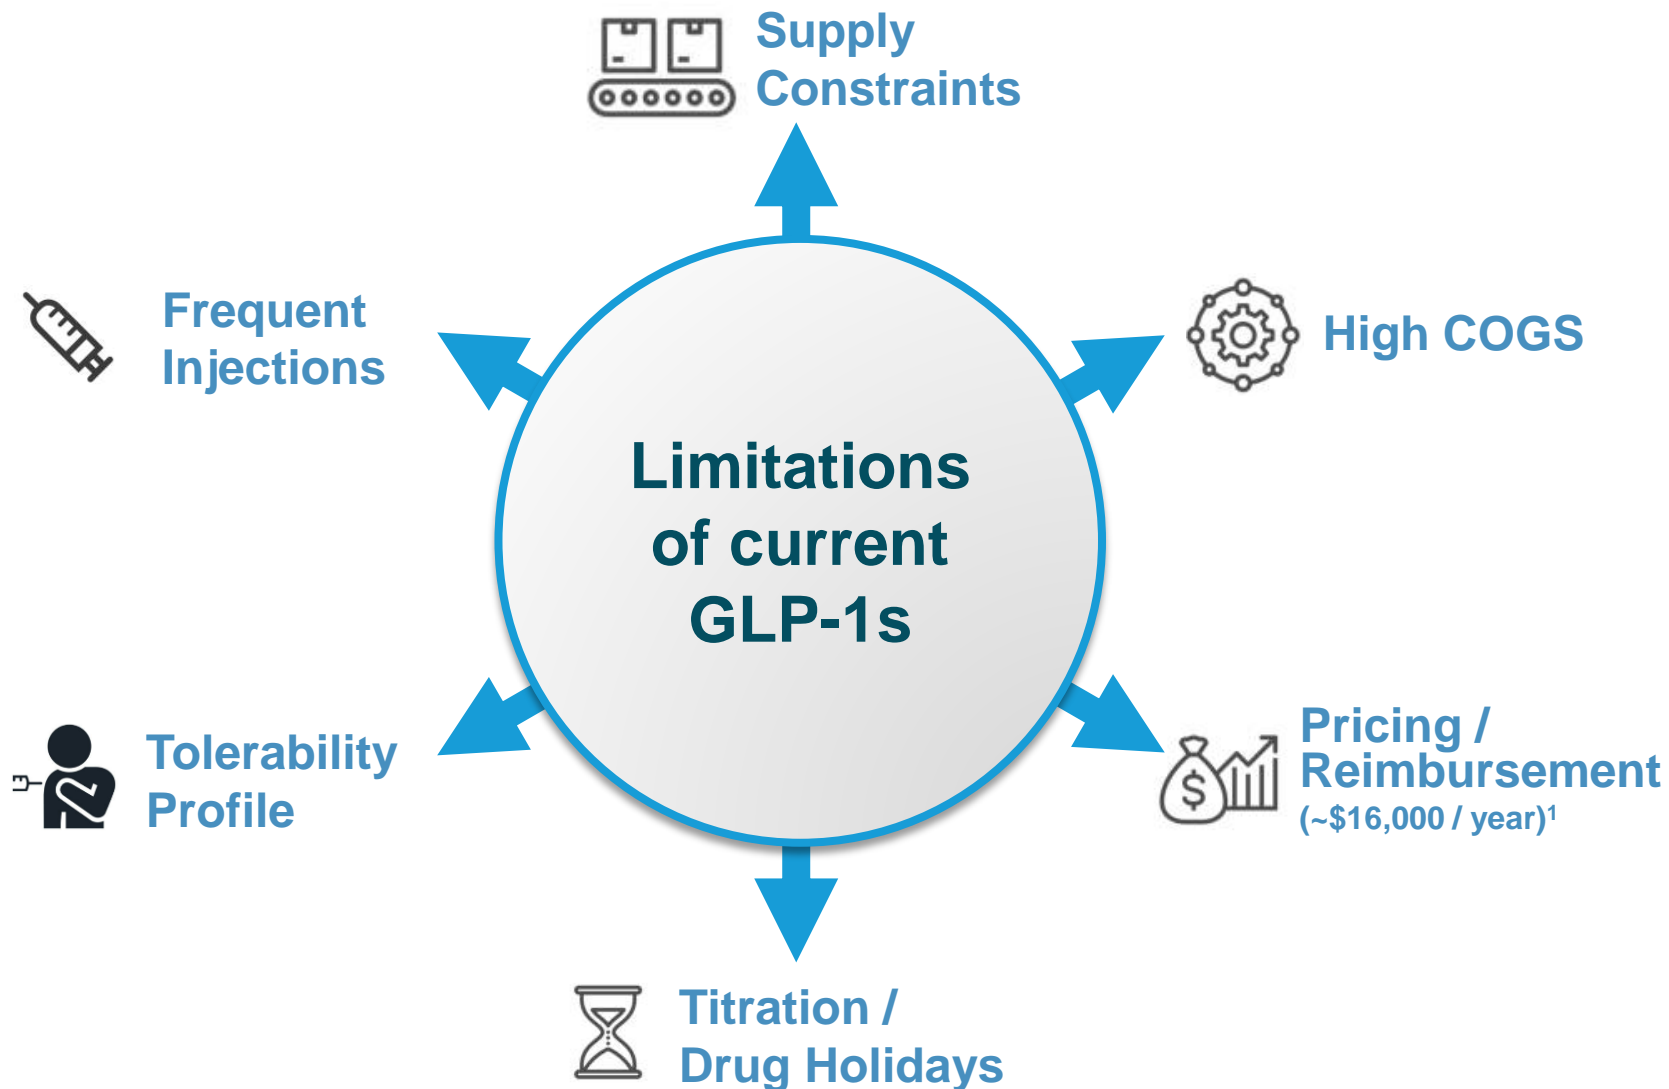 Supply
Constraints
Frequent
Injections
High COGS
Limitations
of current
GLP-1s
Tolerability
Profile
Pricing /
Reimbursement
(~$16,000 / year)¹
Titration /
Drug Holidays